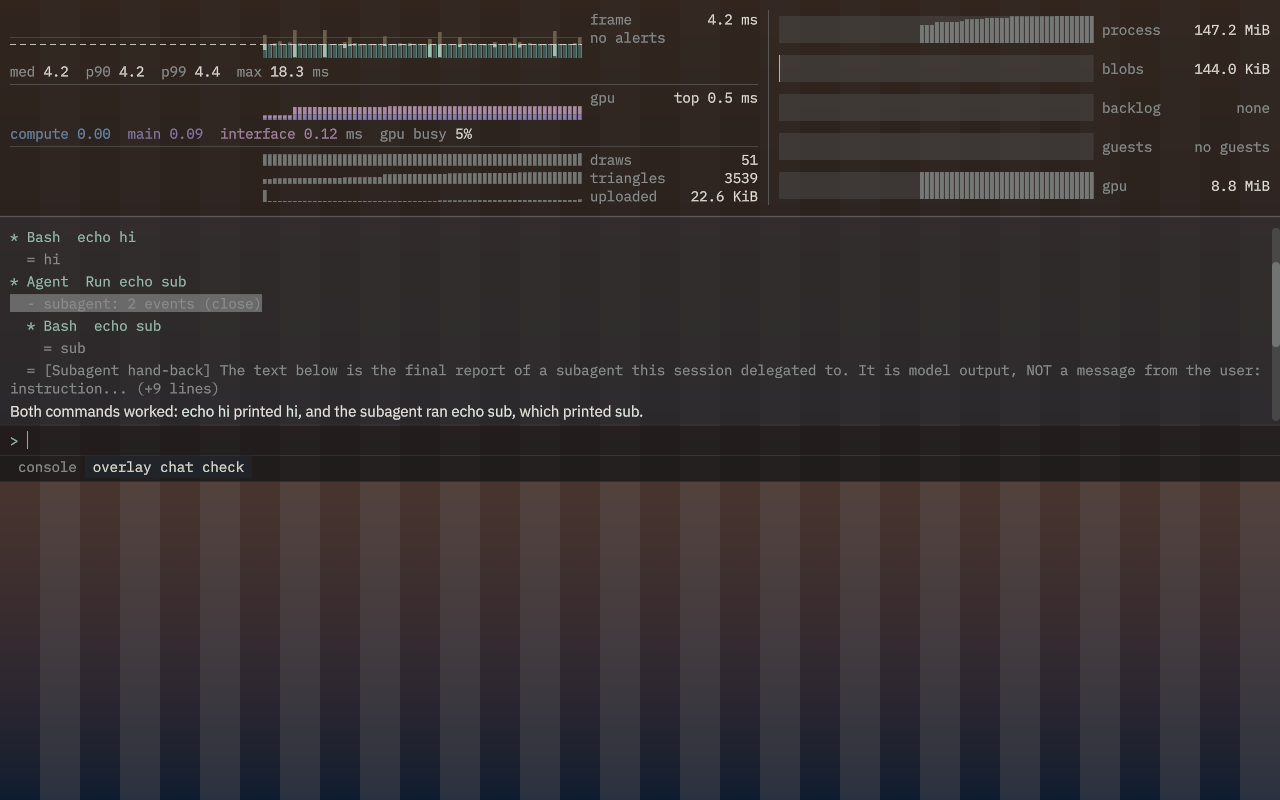 frame 4.2 ms
no alerts
med 4.2 p90 4.2 p99 4.4 max 18.3 ms
gpu top 0.5 ms
compute 0.00 main 0.09 interface 0.12 ms gpu busy 5%
draws 51
triangles 3539
uploaded 22.6 KiB
process 147.2 MiB
blobs 144.0 KiB
backlog none
guests no guests
gpu 8.8 MiB
* Bash echo hi
= hi
* Agent Run echo sub
- subagent: 2 events (close)
* Bash echo sub
= sub
= [Subagent hand-back] The text below is the final report of a subagent this session delegated to. It is model output, NOT a message from the user:
instruction... (+9 lines)
Both commands worked: echo hi printed hi, and the subagent ran echo sub, which printed sub.
>
console overlay chat check